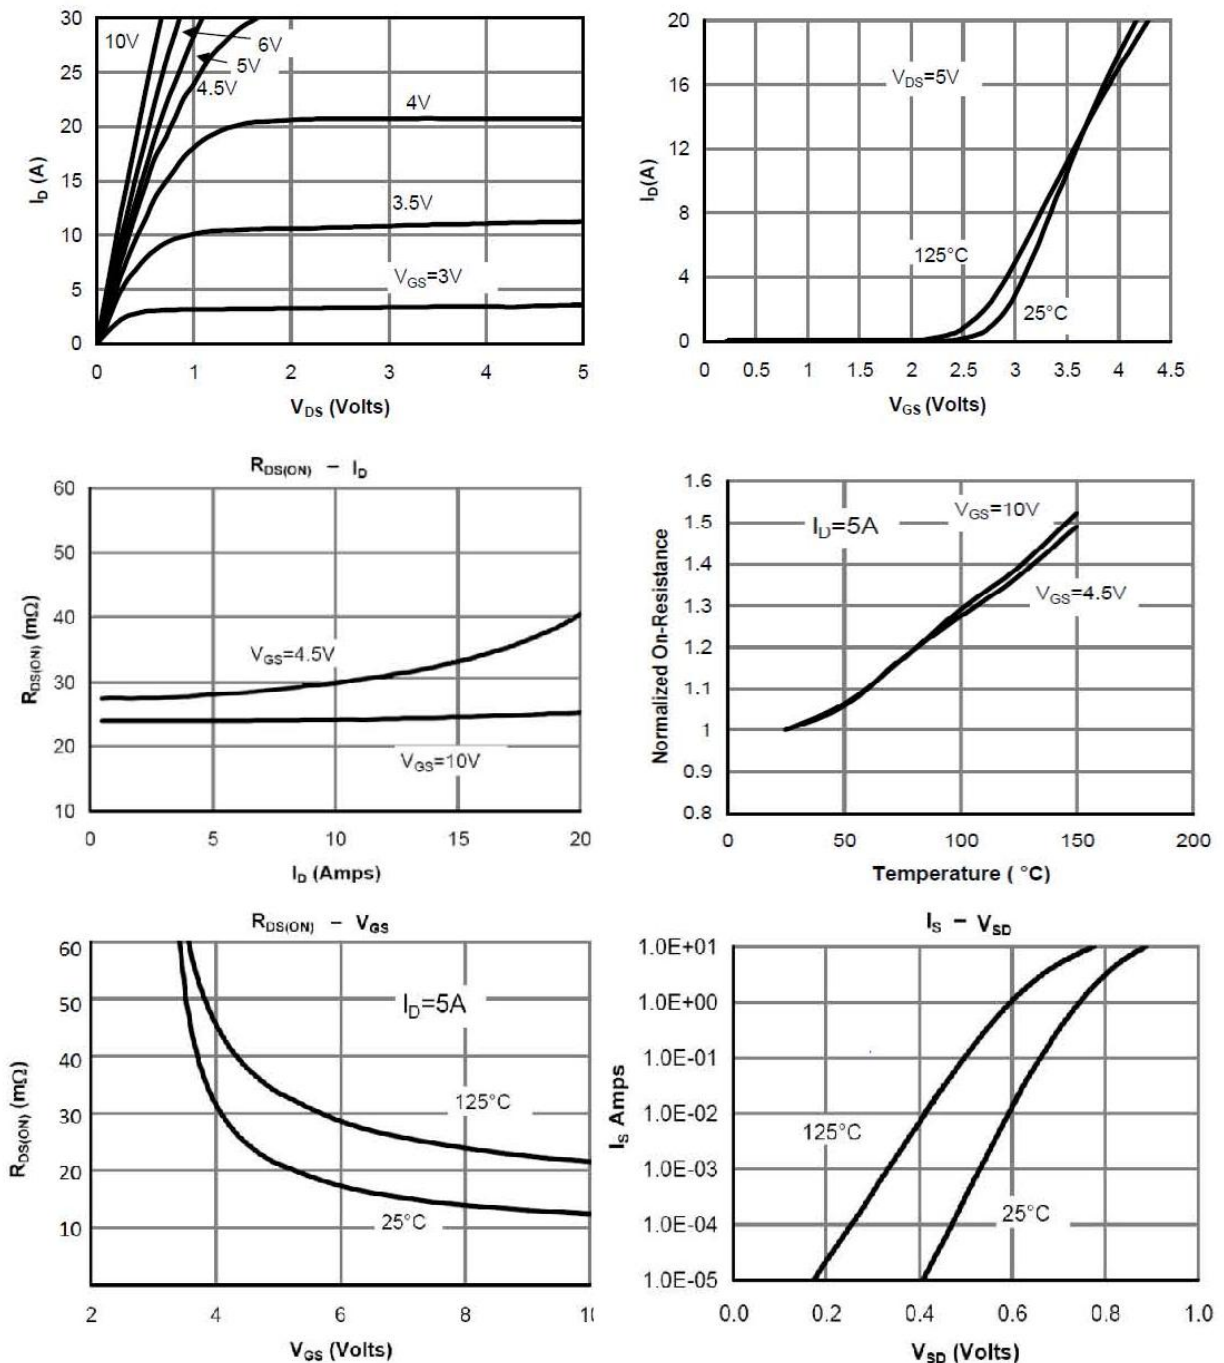 30
25
20
15
10
5
0
I_D (A)
10V
6V
5V
4.5V
4V
3.5V
V_GS=3V
0 1 2 3 4 5
V_DS (Volts)
20
16
12
8
4
0
I_D(A)
V_DS=5V
125°C
25°C
0 0.5 1 1.5 2 2.5 3 3.5 4 4.5
V_GS (Volts)
R_DS(ON) − I_D
60
50
40
30
20
10
R_DS(ON) (mΩ)
V_GS=4.5V
V_GS=10V
0 5 10 15 20
I_D (Amps)
1.6
1.5
1.4
1.3
1.2
1.1
1
0.9
0.8
Normalized On-Resistance
I_D=5A
V_GS=10V
V_GS=4.5V
0 50 100 150 200
Temperature ( °C)
R_DS(ON) − V_GS
60
50
40
30
20
10
R_DS(ON) (mΩ)
I_D=5A
125°C
25°C
2 4 6 8 10
V_GS (Volts)
I_S − V_SD
1.0E+01
1.0E+00
1.0E-01
1.0E-02
1.0E-03
1.0E-04
1.0E-05
I_S Amps
125°C
25°C
0.0 0.2 0.4 0.6 0.8 1.0
V_SD (Volts)